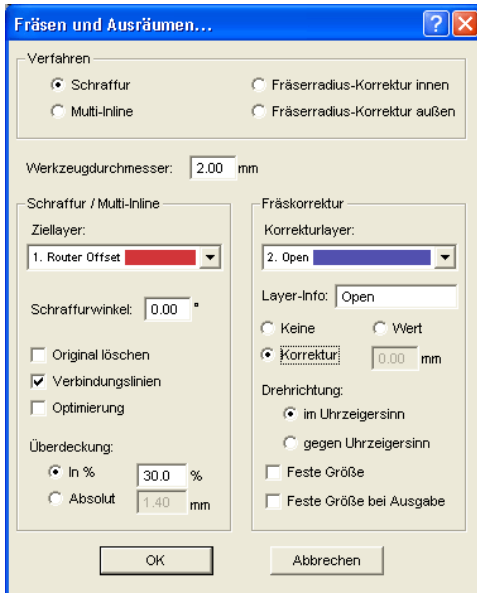 Fräsen und Ausräumen...
Verfahren
Schraffur
Fräserradius-Korrektur innen
Multi-Inline
Fräserradius-Korrektur außen
Werkzeugdurchmesser: 2.00 mm
Schraffur / Multi-Inline
Ziellayer:
1. Router Offset
Schraffurwinkel: 0.00 °
Original löschen
Verbindungslinien
Optimierung
Überdeckung:
In % 30.0 %
Absolut 1.40 mm
Fräskorrektur
Korrekturlayer:
2. Open
Layer-Info: Open
Keine Wert
Korrektur 0.00 mm
Drehrichtung:
im Uhrzeigersinn
gegen Uhrzeigersinn
Feste Größe
Feste Größe bei Ausgabe
OK Abbrechen